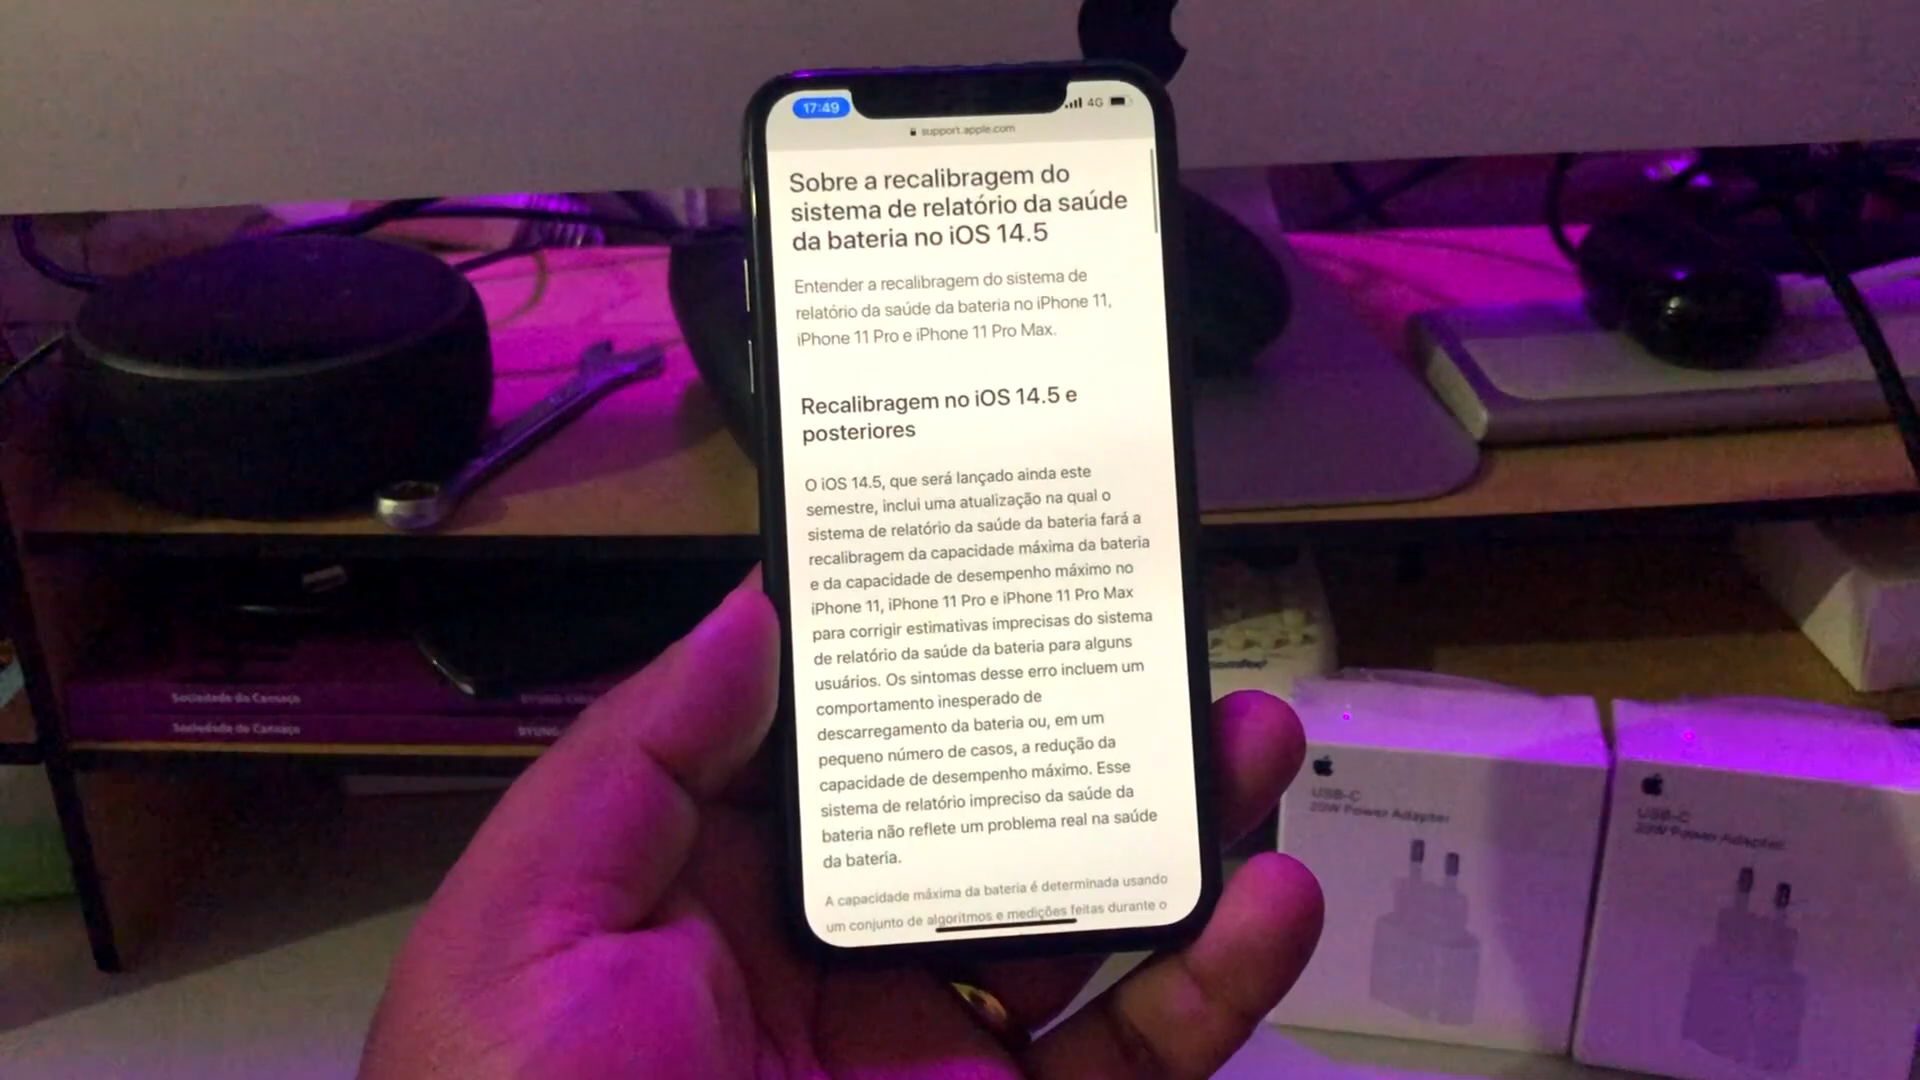 17:49
4G
support.apple.com
Sobre a recalibragem do
sistema de relatório da saúde
da bateria no iOS 14.5
Entender a recalibragem do sistema de
relatório da saúde da bateria no iPhone 11,
iPhone 11 Pro e iPhone 11 Pro Max.
Recalibragem no iOS 14.5 e
posteriores
O iOS 14.5, que será lançado ainda este
semestre, inclui uma atualização na qual o
sistema de relatório da saúde da bateria fará a
recalibragem da capacidade máxima da bateria
e da capacidade de desempenho máximo no
iPhone 11, iPhone 11 Pro e iPhone 11 Pro Max
para corrigir estimativas imprecisas do sistema
de relatório da saúde da bateria para alguns
usuários. Os sintomas desse erro incluem um
comportamento inesperado de
descarregamento da bateria ou, em um
pequeno número de casos, a redução da
capacidade de desempenho máximo. Esse
sistema de relatório impreciso da saúde da
bateria não reflete um problema real na saúde
da bateria.
A capacidade máxima da bateria é determinada usando
um conjunto de algoritmos e medições feitas durante o
Sociedade do Cansaço
Sociedade do Cansaço
USB-C
20W Power Adapter
USB-C
20W Power Adapter